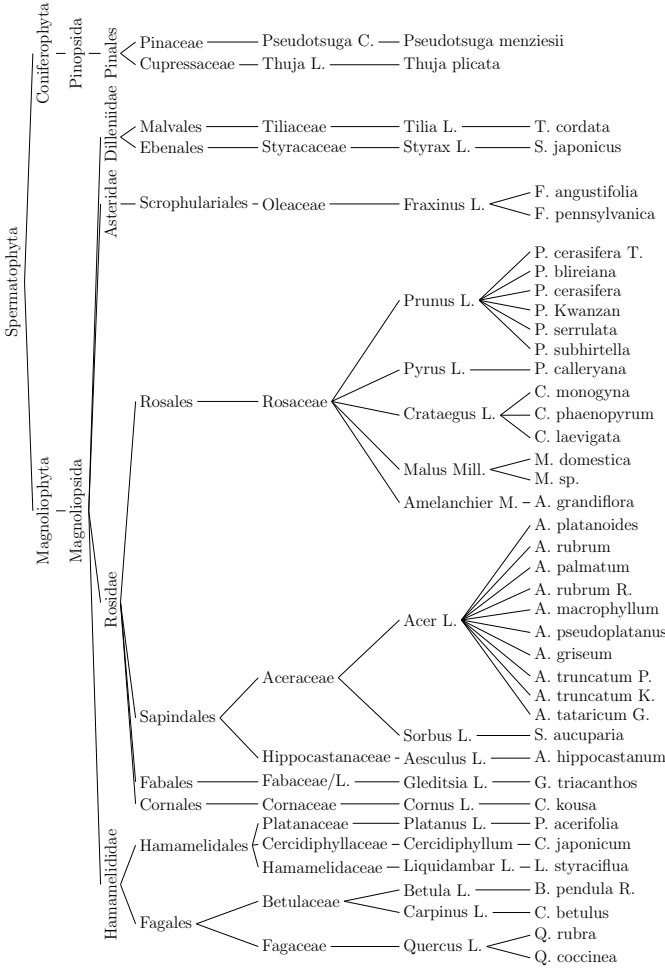 Spermatophyta
Coniferophyta
Pinopsida
Pinales
Pinaceae Pseudotsuga C. Pseudotsuga menziesii
Cupressaceae Thuja L. Thuja plicata
Magnoliophyta
Magnoliopsida
Dilleniidae
Malvales Tiliaceae Tilia L. T. cordata
Ebenales Styracaceae Styrax L. S. japonicus
Asteridae
Scrophulariales Oleaceae Fraxinus L.
F. angustifolia
F. pennsylvanica
Rosidae
Rosales Rosaceae
Prunus L.
P. cerasifera T.
P. blireiana
P. cerasifera
P. Kwanzan
P. serrulata
P. subhirtella
Pyrus L. P. calleryana
Crataegus L.
C. monogyna
C. phaenopyrum
C. laevigata
Malus Mill.
M. domestica
M. sp.
Amelanchier M. A. grandiflora
Sapindales
Aceraceae
Acer L.
A. platanoides
A. rubrum
A. palmatum
A. rubrum R.
A. macrophyllum
A. pseudoplatanus
A. griseum
A. truncatum P.
A. truncatum K.
A. tataricum G.
Sorbus L. S. aucuparia
Hippocastanaceae Aesculus L. A. hippocastanum
Fabales Fabaceae/L. Gleditsia L. G. triacanthos
Cornales Cornaceae Cornus L. C. kousa
Hamamelididae
Hamamelidales
Platanaceae Platanus L. P. acerifolia
Cercidiphyllaceae Cercidiphyllum C. japonicum
Hamamelidaceae Liquidambar L. L. styraciflua
Fagales
Betulaceae
Betula L. B. pendula R.
Carpinus L. C. betulus
Fagaceae Quercus L.
Q. rubra
Q. coccinea